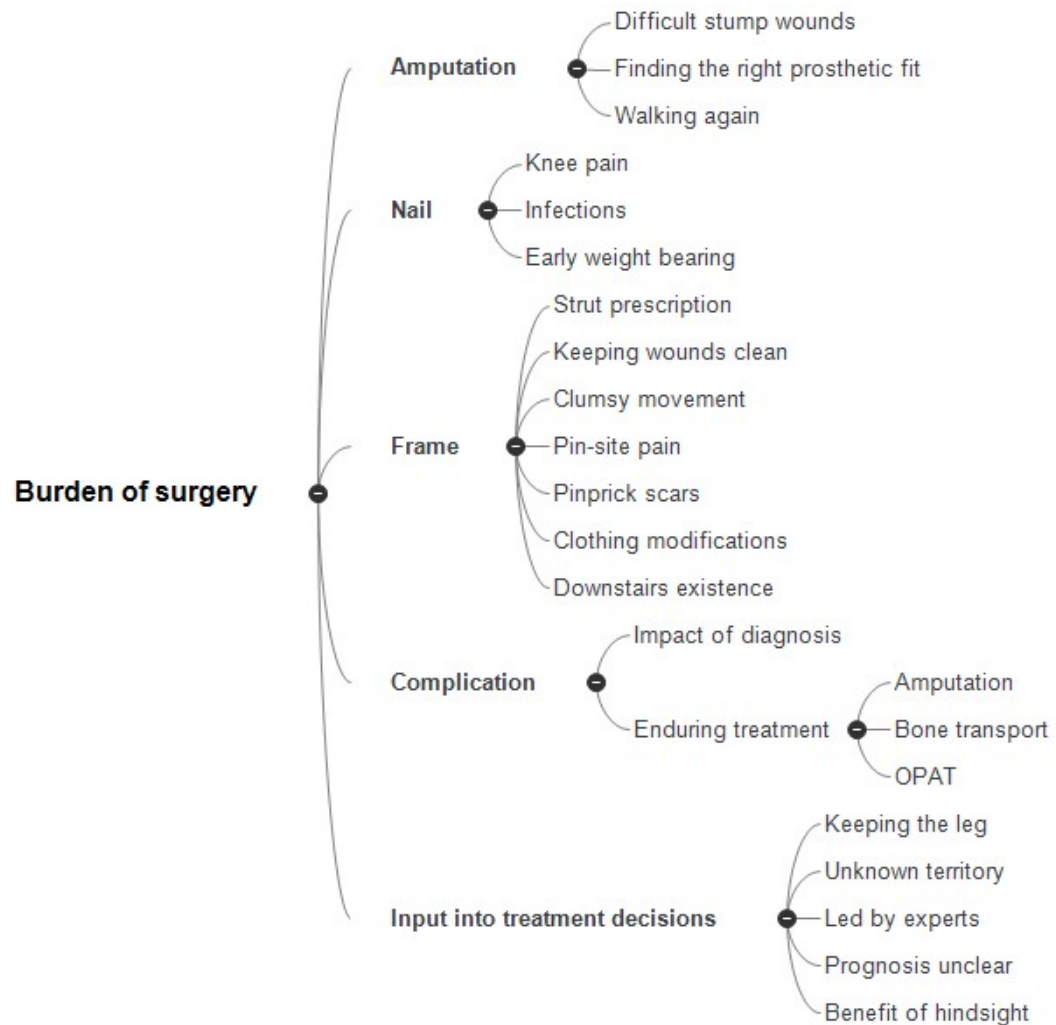 Difficult stump wounds
Amputation
Finding the right prosthetic fit
Walking again
Knee pain
Nail
Infections
Early weight bearing
Strut prescription
Keeping wounds clean
Clumsy movement
Frame
Pin-site pain
Pinprick scars
Burden of surgery
Clothing modifications
Downstairs existence
Impact of diagnosis
Complication
Amputation
Enduring treatment
Bone transport
OPAT
Keeping the leg
Unknown territory
Input into treatment decisions
Led by experts
Prognosis unclear
Benefit of hindsight